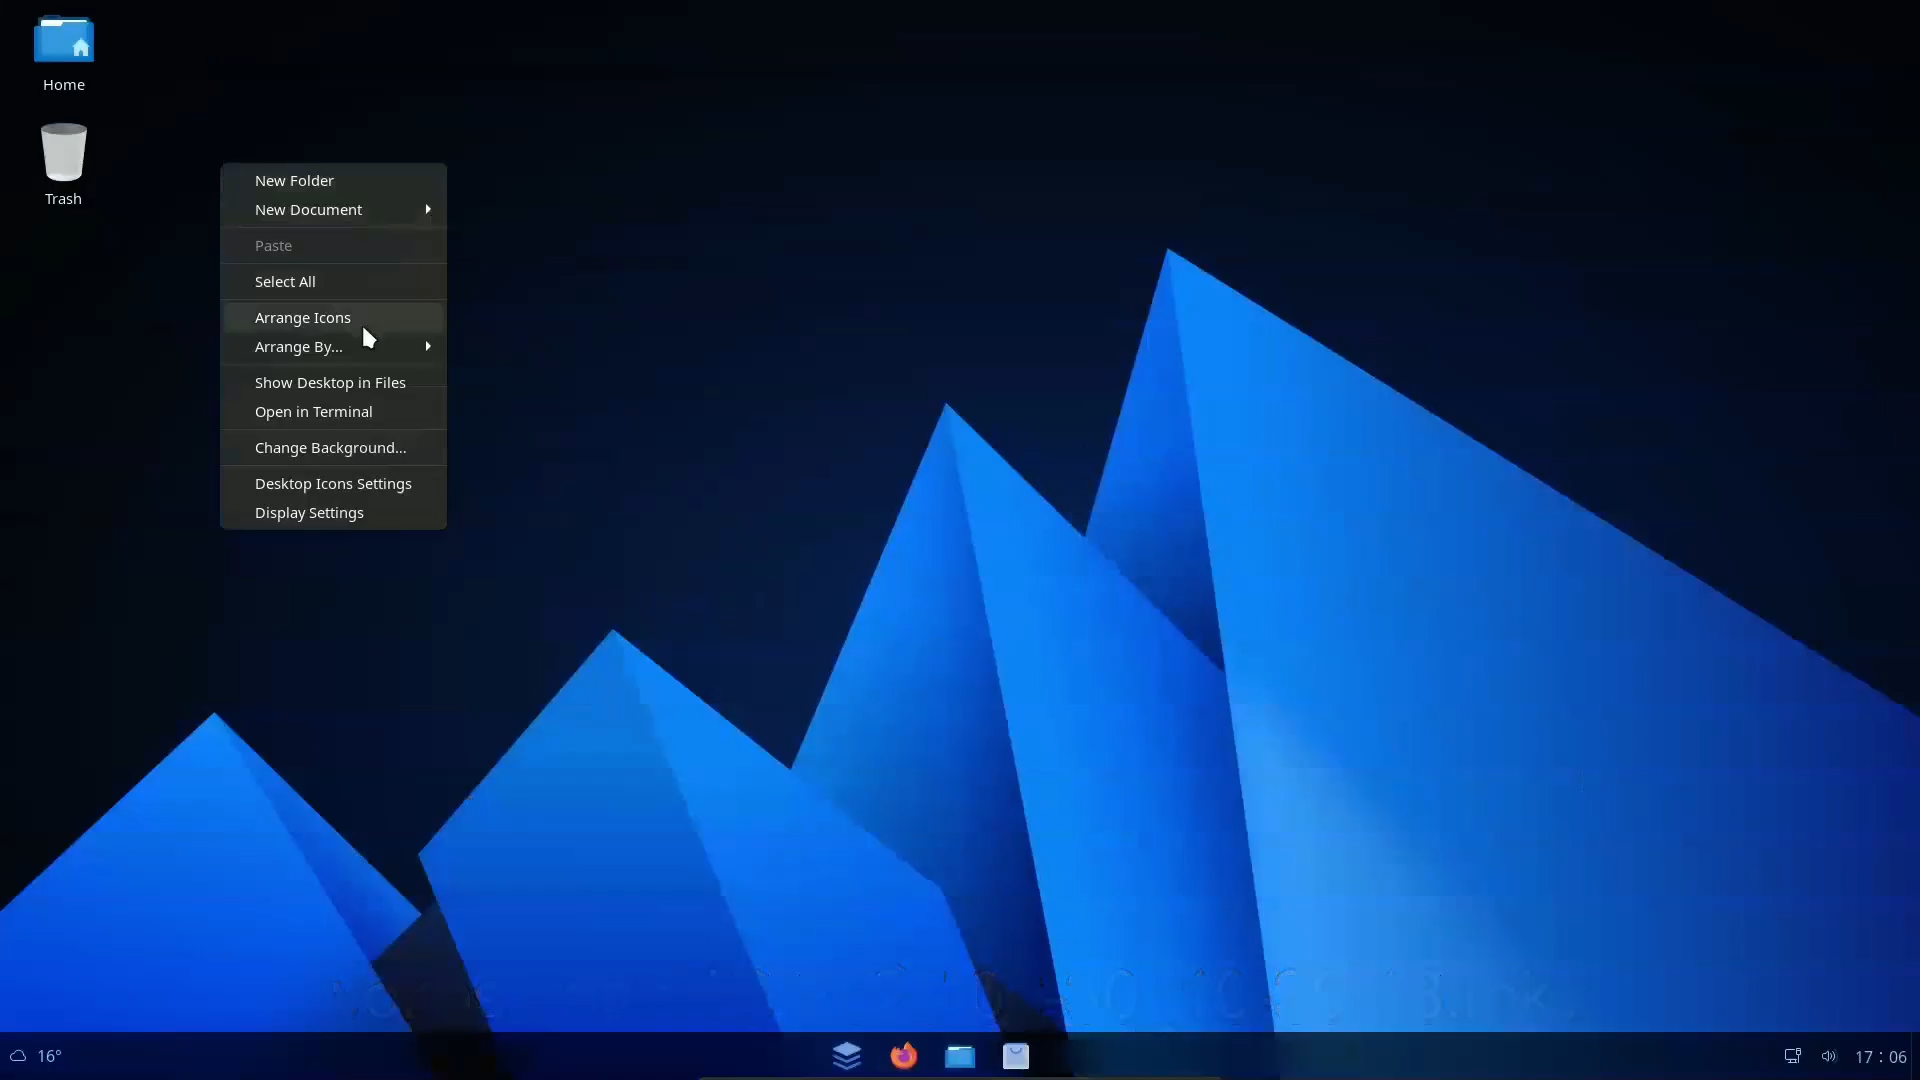 Home
Trash
New Folder
New Document
Paste
Select All
Arrange Icons
Arrange By...
Show Desktop in Files
Open in Terminal
Change Background...
Desktop Icons Settings
Display Settings
16°
17 : 06